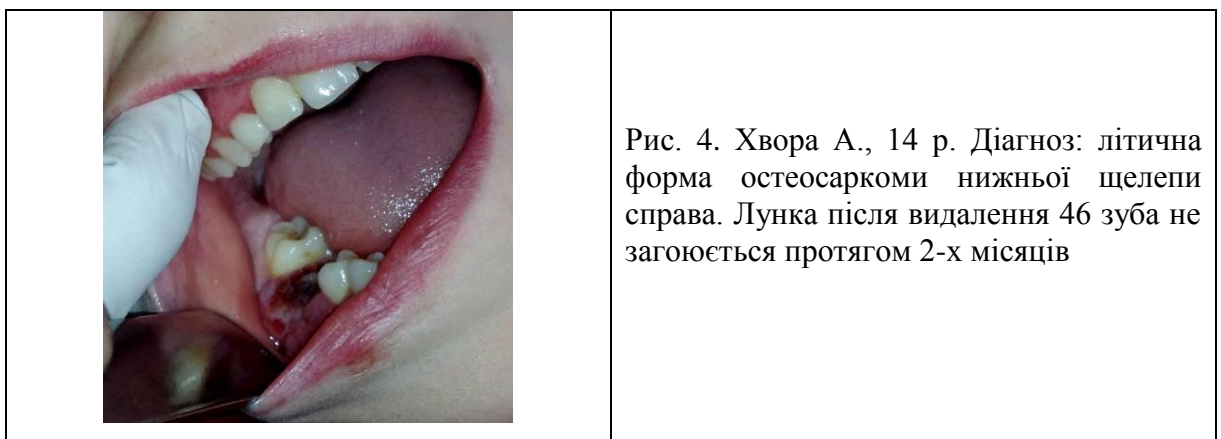 Рис. 4. Хвора А., 14 р. Діагноз: літична
форма остеосаркоми нижньої щелепи
справа. Лунка після видалення 46 зуба не
загоюється протягом 2-х місяців